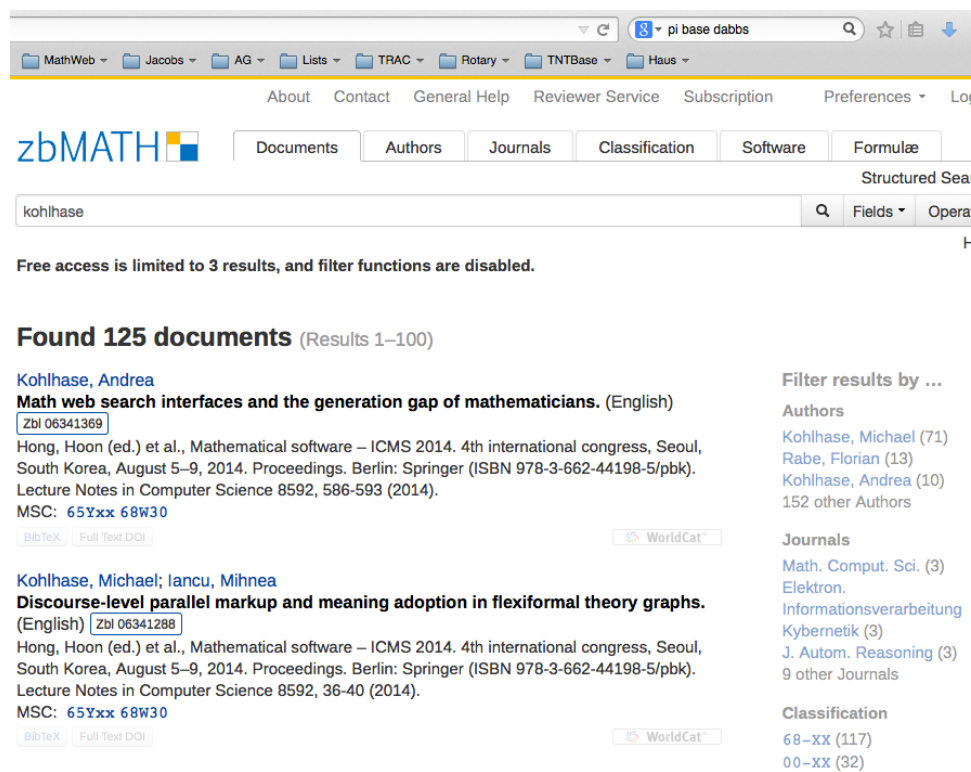 pi base dabbs
MathWeb Jacobs AG Lists TRAC Rotary TNTBase Haus
About Contact General Help Reviewer Service Subscription Preferences
zbMATH Documents Authors Journals Classification Software Formulæ
Structured
kohlhase Fields
Free access is limited to 3 results, and filter functions are disabled.
Found 125 documents (Results 1–100)
Kohlhase, Andrea
Math web search interfaces and the generation gap of mathematicians. (English)
Zbl 06341369
Hong, Hoon (ed.) et al., Mathematical software – ICMS 2014. 4th international congress, Seoul,
South Korea, August 5–9, 2014. Proceedings. Berlin: Springer (ISBN 978-3-662-44198-5/pbk).
Lecture Notes in Computer Science 8592, 586-593 (2014).
MSC: 65Yxx 68W30
BibTeX Full Text DOI WorldCat
Kohlhase, Michael; Iancu, Mihnea
Discourse-level parallel markup and meaning adoption in flexiformal theory graphs.
(English) Zbl 06341288
Hong, Hoon (ed.) et al., Mathematical software – ICMS 2014. 4th international congress, Seoul,
South Korea, August 5–9, 2014. Proceedings. Berlin: Springer (ISBN 978-3-662-44198-5/pbk).
Lecture Notes in Computer Science 8592, 36-40 (2014).
MSC: 65Yxx 68W30
BibTeX Full Text DOI WorldCat
Filter results by ...
Authors
Kohlhase, Michael (71)
Rabe, Florian (13)
Kohlhase, Andrea (10)
152 other Authors
Journals
Math. Comput. Sci. (3)
Elektron.
Informationsverarbeitung
Kybernetik (3)
J. Autom. Reasoning (3)
9 other Journals
Classification
68-XX (117)
00-XX (32)